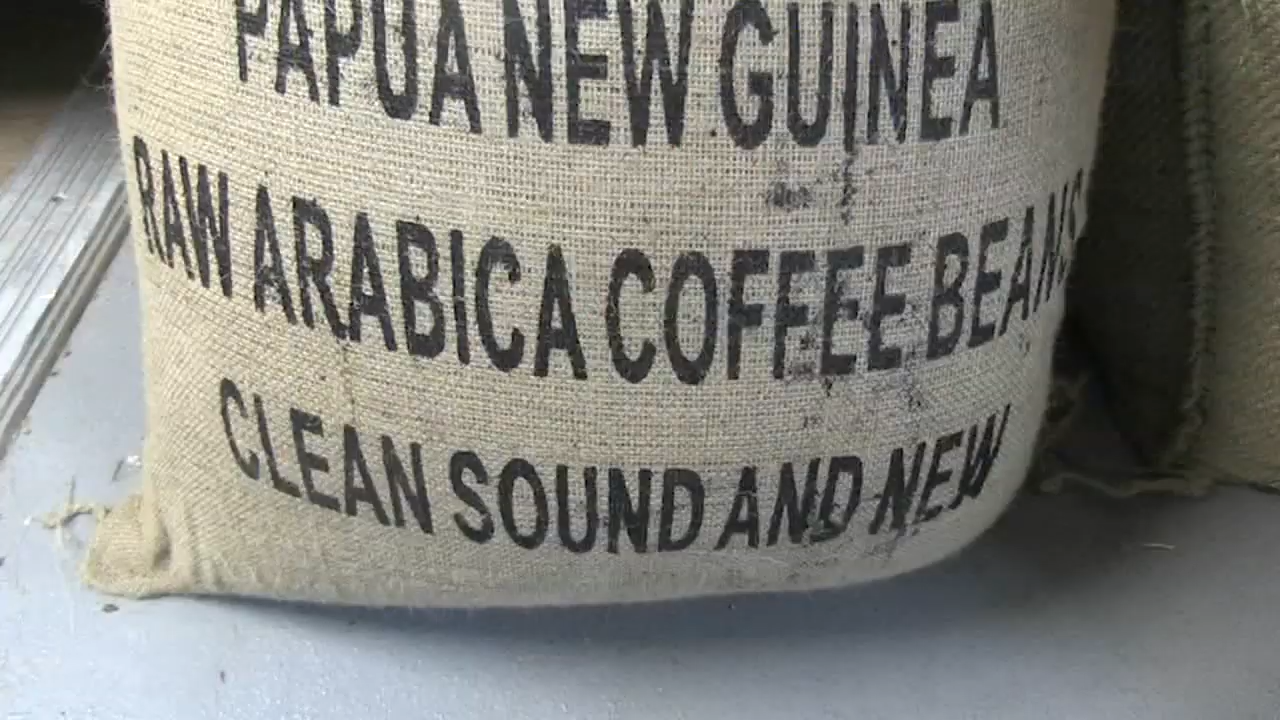 PAPUA NEW GUINEA
RAW ARABICA COFFEE BEANS
CLEAN SOUND AND NEW